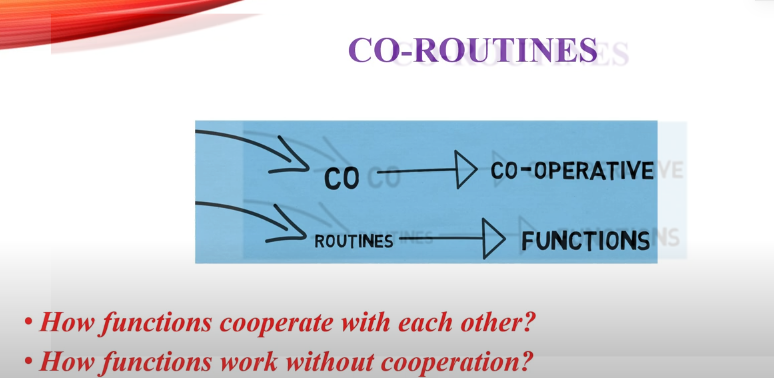 CO-ROUTINES
CO CO-OPERATIVE
ROUTINES FUNCTIONS
• How functions cooperate with each other?
• How functions work without cooperation?